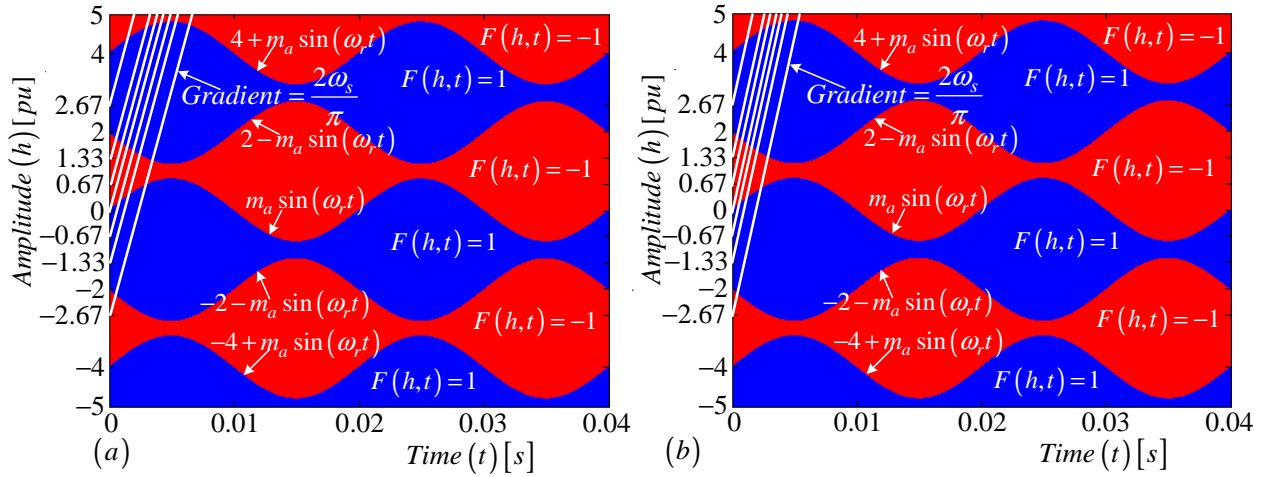 Amplitude (h) [pu]
5
4
2.67
2
1.33
0.67
0
−0.67
−1.33
−2
−2.67
−4
−5
4 + m_a sin(ω_r t)
F(h,t) = −1
F(h,t) = 1
Gradient = 2ω_s/π
2 − m_a sin(ω_r t)
F(h,t) = −1
m_a sin(ω_r t)
F(h,t) = 1
−2 − m_a sin(ω_r t)
F(h,t) = −1
−4 + m_a sin(ω_r t)
F(h,t) = 1
0 0.01 0.02 0.03 0.04
(a) Time (t) [s]
Amplitude (h) [pu]
5
4
2.67
2
1.33
0.67
0
−0.67
−1.33
−2
−2.67
−4
−5
4 + m_a sin(ω_r t)
F(h,t) = −1
F(h,t) = 1
Gradient = 2ω_s/π
2 − m_a sin(ω_r t)
F(h,t) = −1
m_a sin(ω_r t)
F(h,t) = 1
−2 − m_a sin(ω_r t)
F(h,t) = −1
−4 + m_a sin(ω_r t)
F(h,t) = 1
0 0.01 0.02 0.03 0.04
(b) Time (t) [s]